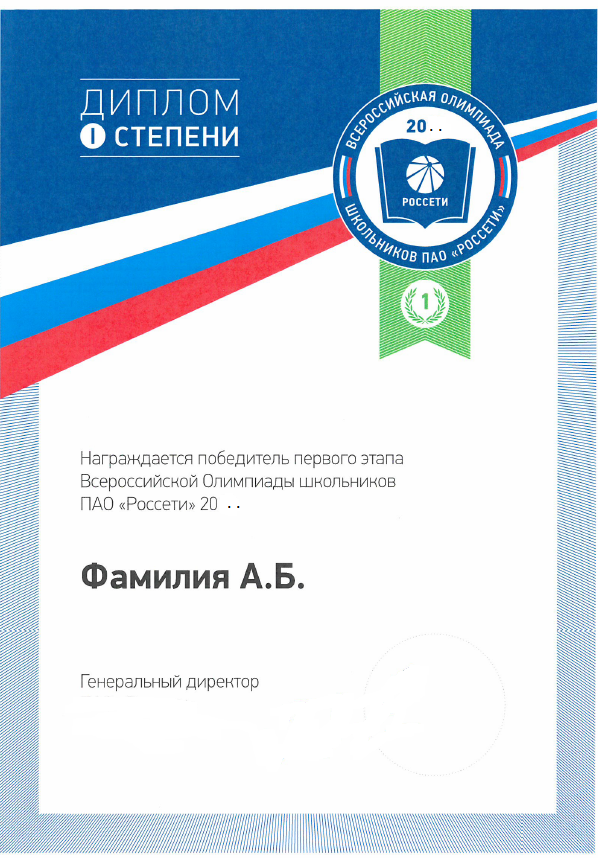 ДИПЛОМ
I СТЕПЕНИ
ВСЕРОССИЙСКАЯ ОЛИМПИАДА
20 . .
РОССЕТИ
ШКОЛЬНИКОВ ПАО «РОССЕТИ»
1
Награждается победитель первого этапа
Всероссийской Олимпиады школьников
ПАО «Россети» 20 . .
Фамилия А.Б.
Генеральный директор